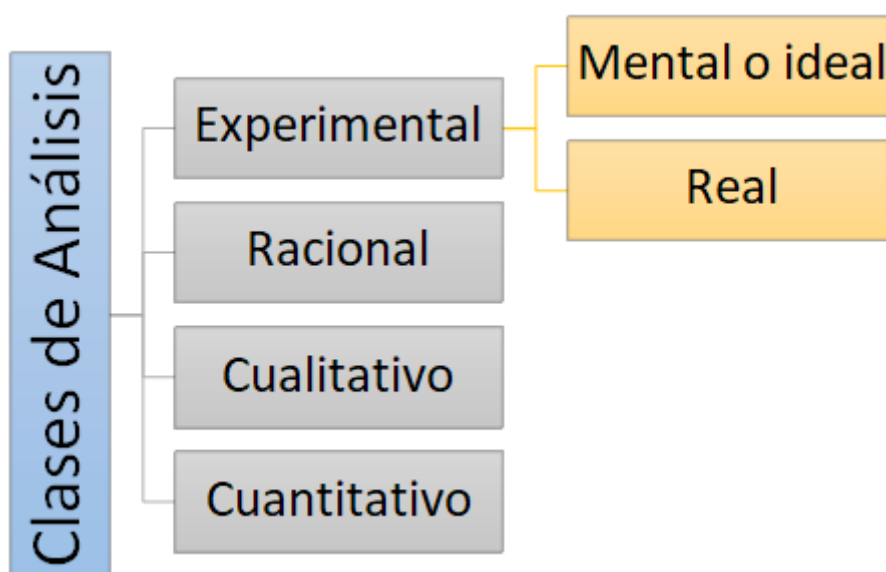 Clases de Análisis
Experimental
Mental o ideal
Real
Racional
Cualitativo
Cuantitativo